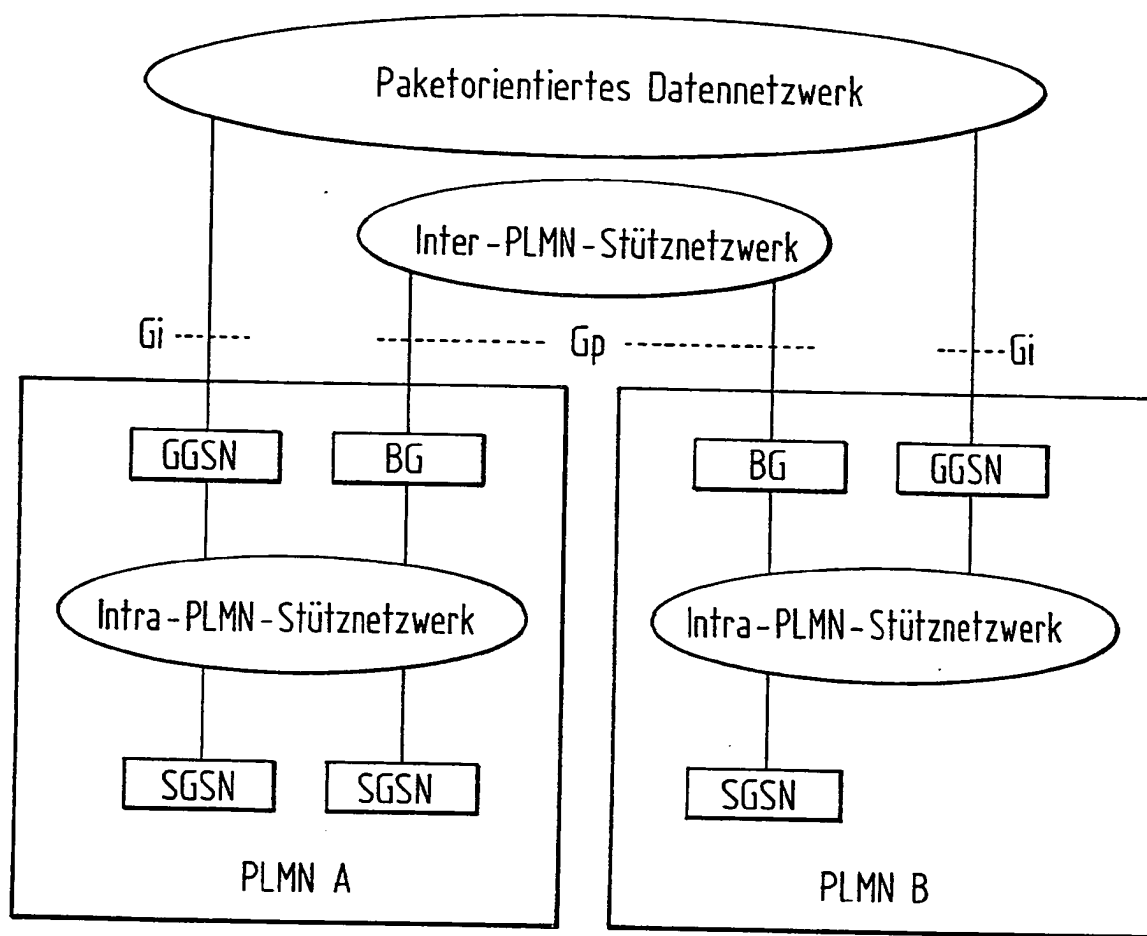 Paketorientiertes Datennetzwerk
Inter-PLMN-Stütznetzwerk
Gi
Gp
Gi
GGSN
BG
BG
GGSN
Intra-PLMN-Stütznetzwerk
Intra-PLMN-Stütznetzwerk
SGSN
SGSN
SGSN
PLMN A
PLMN B